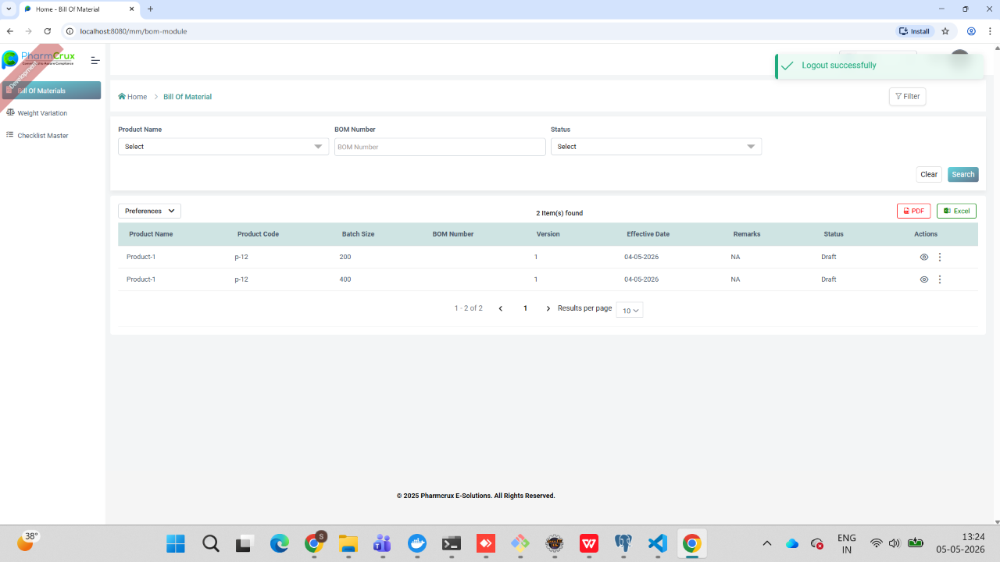 Home - Bill Of Material
localhost:8080/mm/bom-module
Install
PharmCrux
Development
Logout successfully
Bill Of Materials
Weight Variation
Checklist Master
Home > Bill Of Material
Filter
Product Name BOM Number Status
Select BOM Number Select
Clear Search
Preferences 2 Item(s) found PDF Excel
Product Name Product Code Batch Size BOM Number Version Effective Date Remarks Status Actions
Product-1 p-12 200 1 04-05-2026 NA Draft
Product-1 p-12 400 1 04-05-2026 NA Draft
1 - 2 of 2 1 Results per page 10
© 2025 Pharmcrux E-Solutions. All Rights Reserved.
38°
S
ENG
IN
13:24
05-05-2026